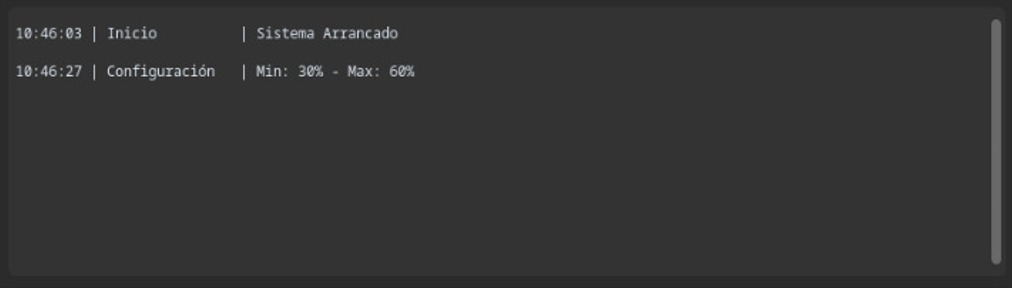 10:46:03 | Inicio | Sistema Arrancado
10:46:27 | Configuración | Min: 30% - Max: 60%